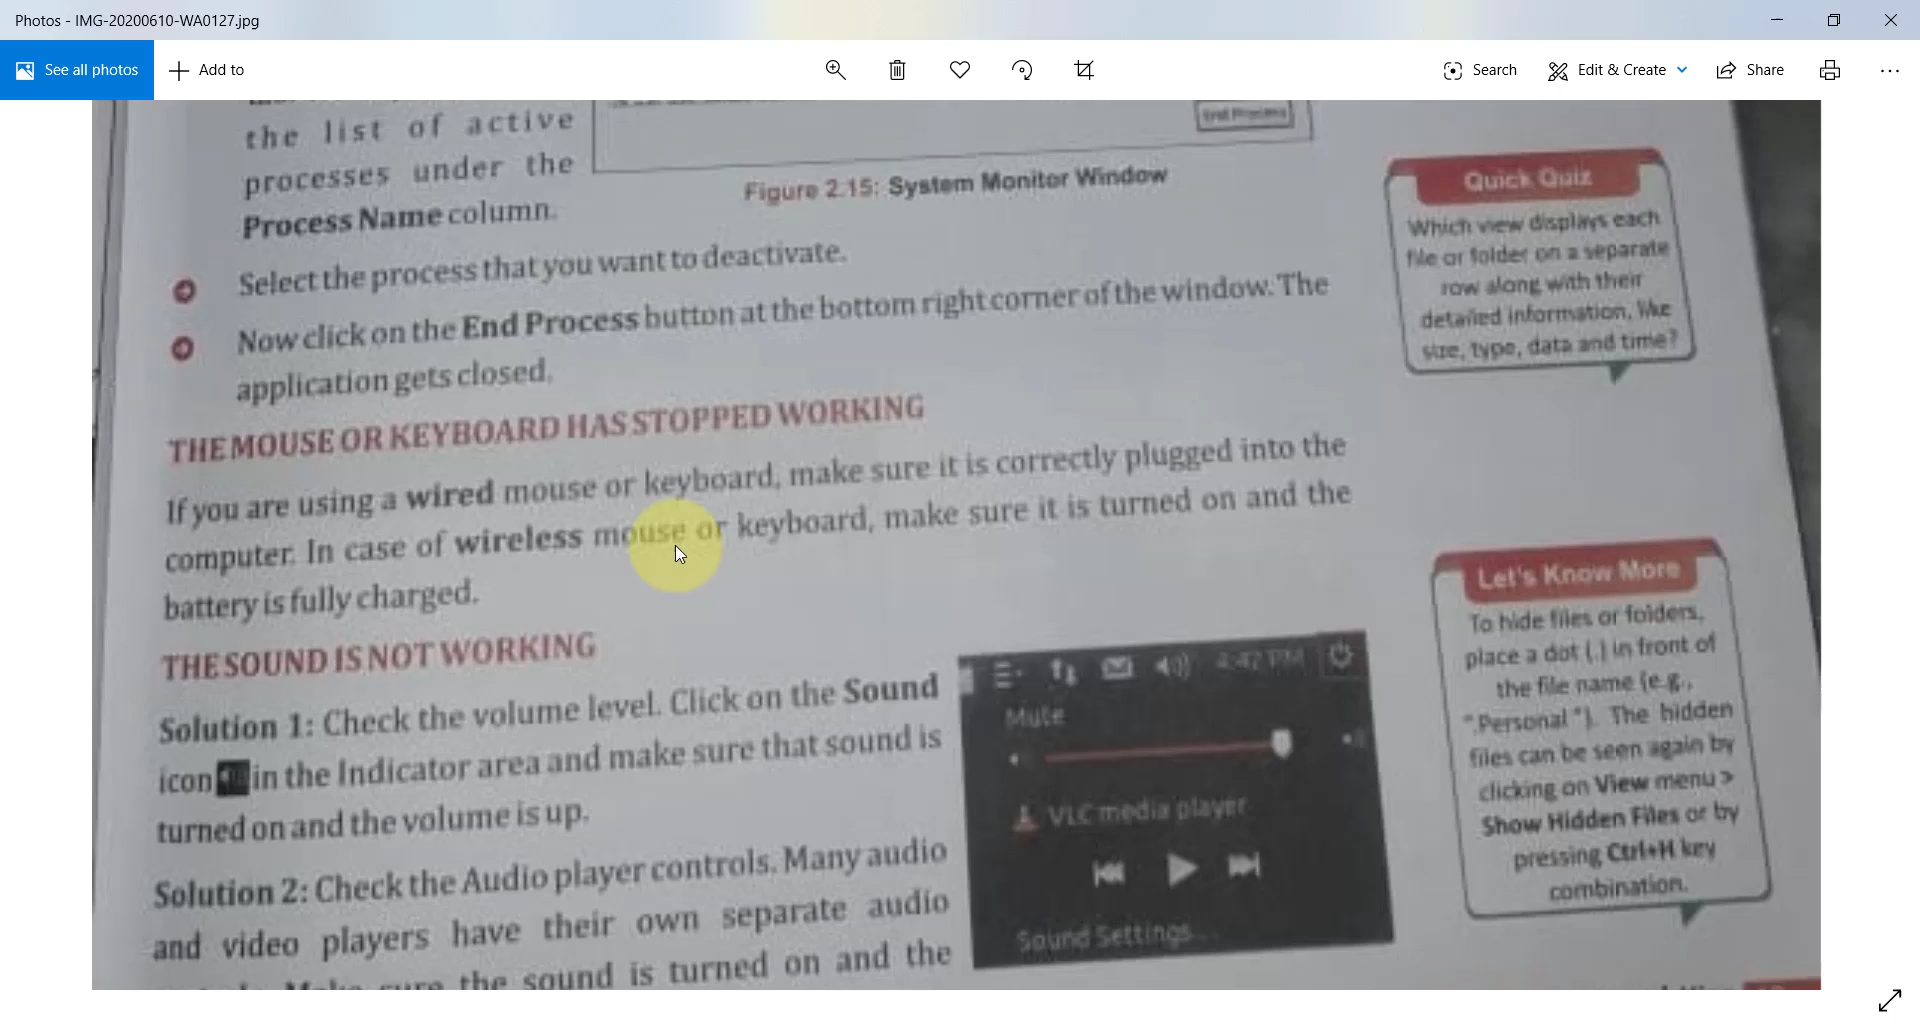 Photos - IMG-20200610-WA0127.jpg
See all photos
Add to
Search
Edit & Create
Share
the list of active
processes under the
Process Name column.
End Process
Figure 2.15: System Monitor Window
Select the process that you want to deactivate.
Now click on the End Process button at the bottom right corner of the window. The
application gets closed.
THE MOUSE OR KEYBOARD HAS STOPPED WORKING
If you are using a wired mouse or keyboard, make sure it is correctly plugged into the
computer. In case of wireless mouse or keyboard, make sure it is turned on and the
battery is fully charged.
THE SOUND IS NOT WORKING
Solution 1: Check the volume level. Click on the Sound
icon in the Indicator area and make sure that sound is
turned on and the volume is up.
Solution 2: Check the Audio player controls. Many audio
and video players have their own separate audio
Make sure the sound is turned on and the
4:47 PM
Mute
VLC media player
Sound Settings...
Quick Quiz
Which view displays each
file or folder on a separate
row along with their
detailed information, like
size, type, data and time?
Let's Know More
To hide files or folders,
place a dot (.) in front of
the file name (e.g.,
".Personal"). The hidden
files can be seen again by
clicking on View menu >
Show Hidden Files or by
pressing Ctrl+H key
combination.